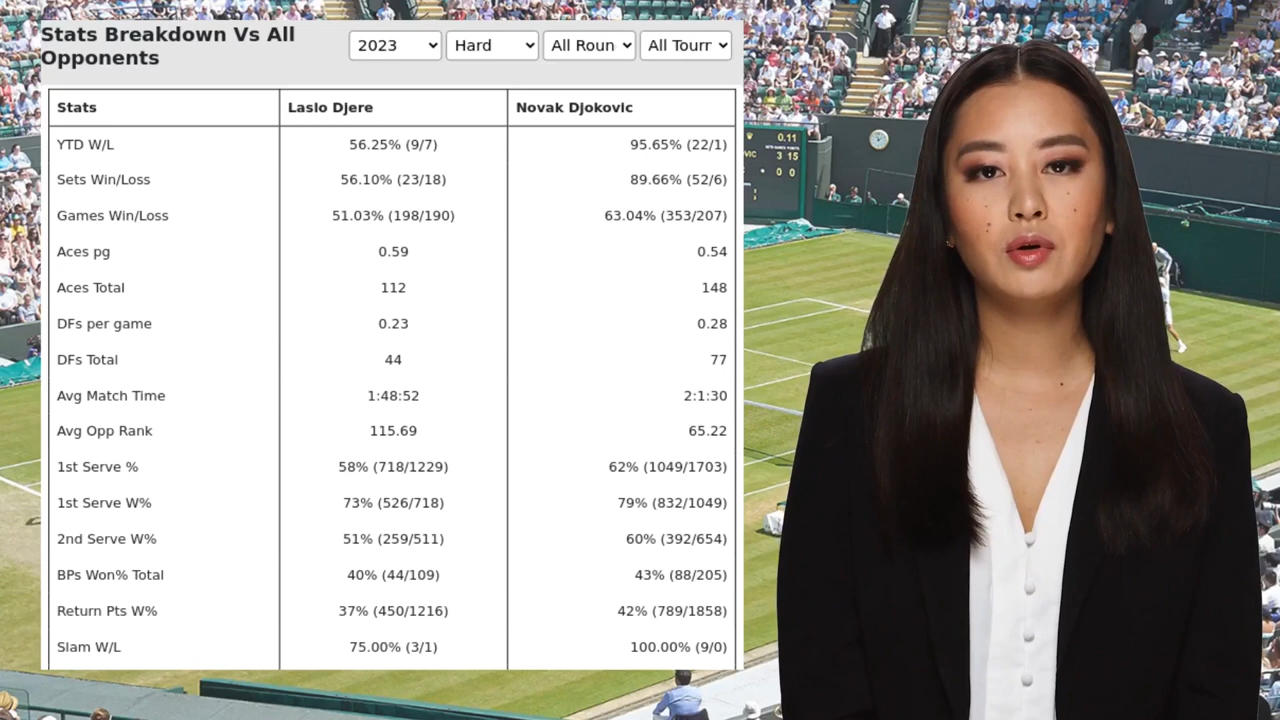 Stats Breakdown Vs All
Opponents
2023
Hard
All Roun
All Tourr
Stats Laslo Djere Novak Djokovic
YTD W/L 56.25% (9/7) 95.65% (22/1)
Sets Win/Loss 56.10% (23/18) 89.66% (52/6)
Games Win/Loss 51.03% (198/190) 63.04% (353/207)
Aces pg 0.59 0.54
Aces Total 112 148
DFs per game 0.23 0.28
DFs Total 44 77
Avg Match Time 1:48:52 2:1:30
Avg Opp Rank 115.69 65.22
1st Serve % 58% (718/1229) 62% (1049/1703)
1st Serve W% 73% (526/718) 79% (832/1049)
2nd Serve W% 51% (259/511) 60% (392/654)
BPs Won% Total 40% (44/109) 43% (88/205)
Return Pts W% 37% (450/1216) 42% (789/1858)
Slam W/L 75.00% (3/1) 100.00% (9/0)
0.11
VIC 3 15
0 0